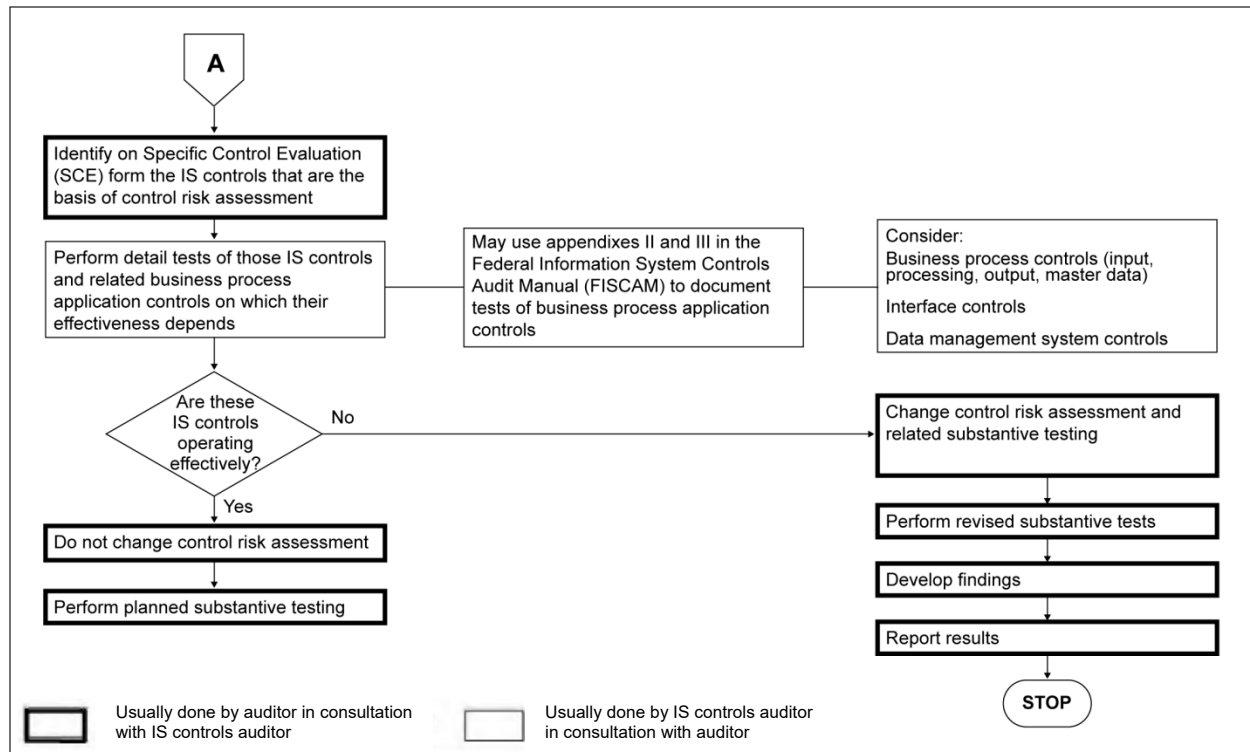 A
Identify on Specific Control Evaluation
(SCE) form the IS controls that are the
basis of control risk assessment
Perform detail tests of those IS controls
and related business process
application controls on which their
effectiveness depends
May use appendixes II and III in the
Federal Information System Controls
Audit Manual (FISCAM) to document
tests of business process application
controls
Consider:
Business process controls (input,
processing, output, master data)
Interface controls
Data management system controls
Are these
IS controls
operating
effectively?
No
Yes
Change control risk assessment and
related substantive testing
Do not change control risk assessment
Perform planned substantive testing
Perform revised substantive tests
Develop findings
Report results
STOP
Usually done by auditor in consultation
with IS controls auditor
Usually done by IS controls auditor
in consultation with auditor